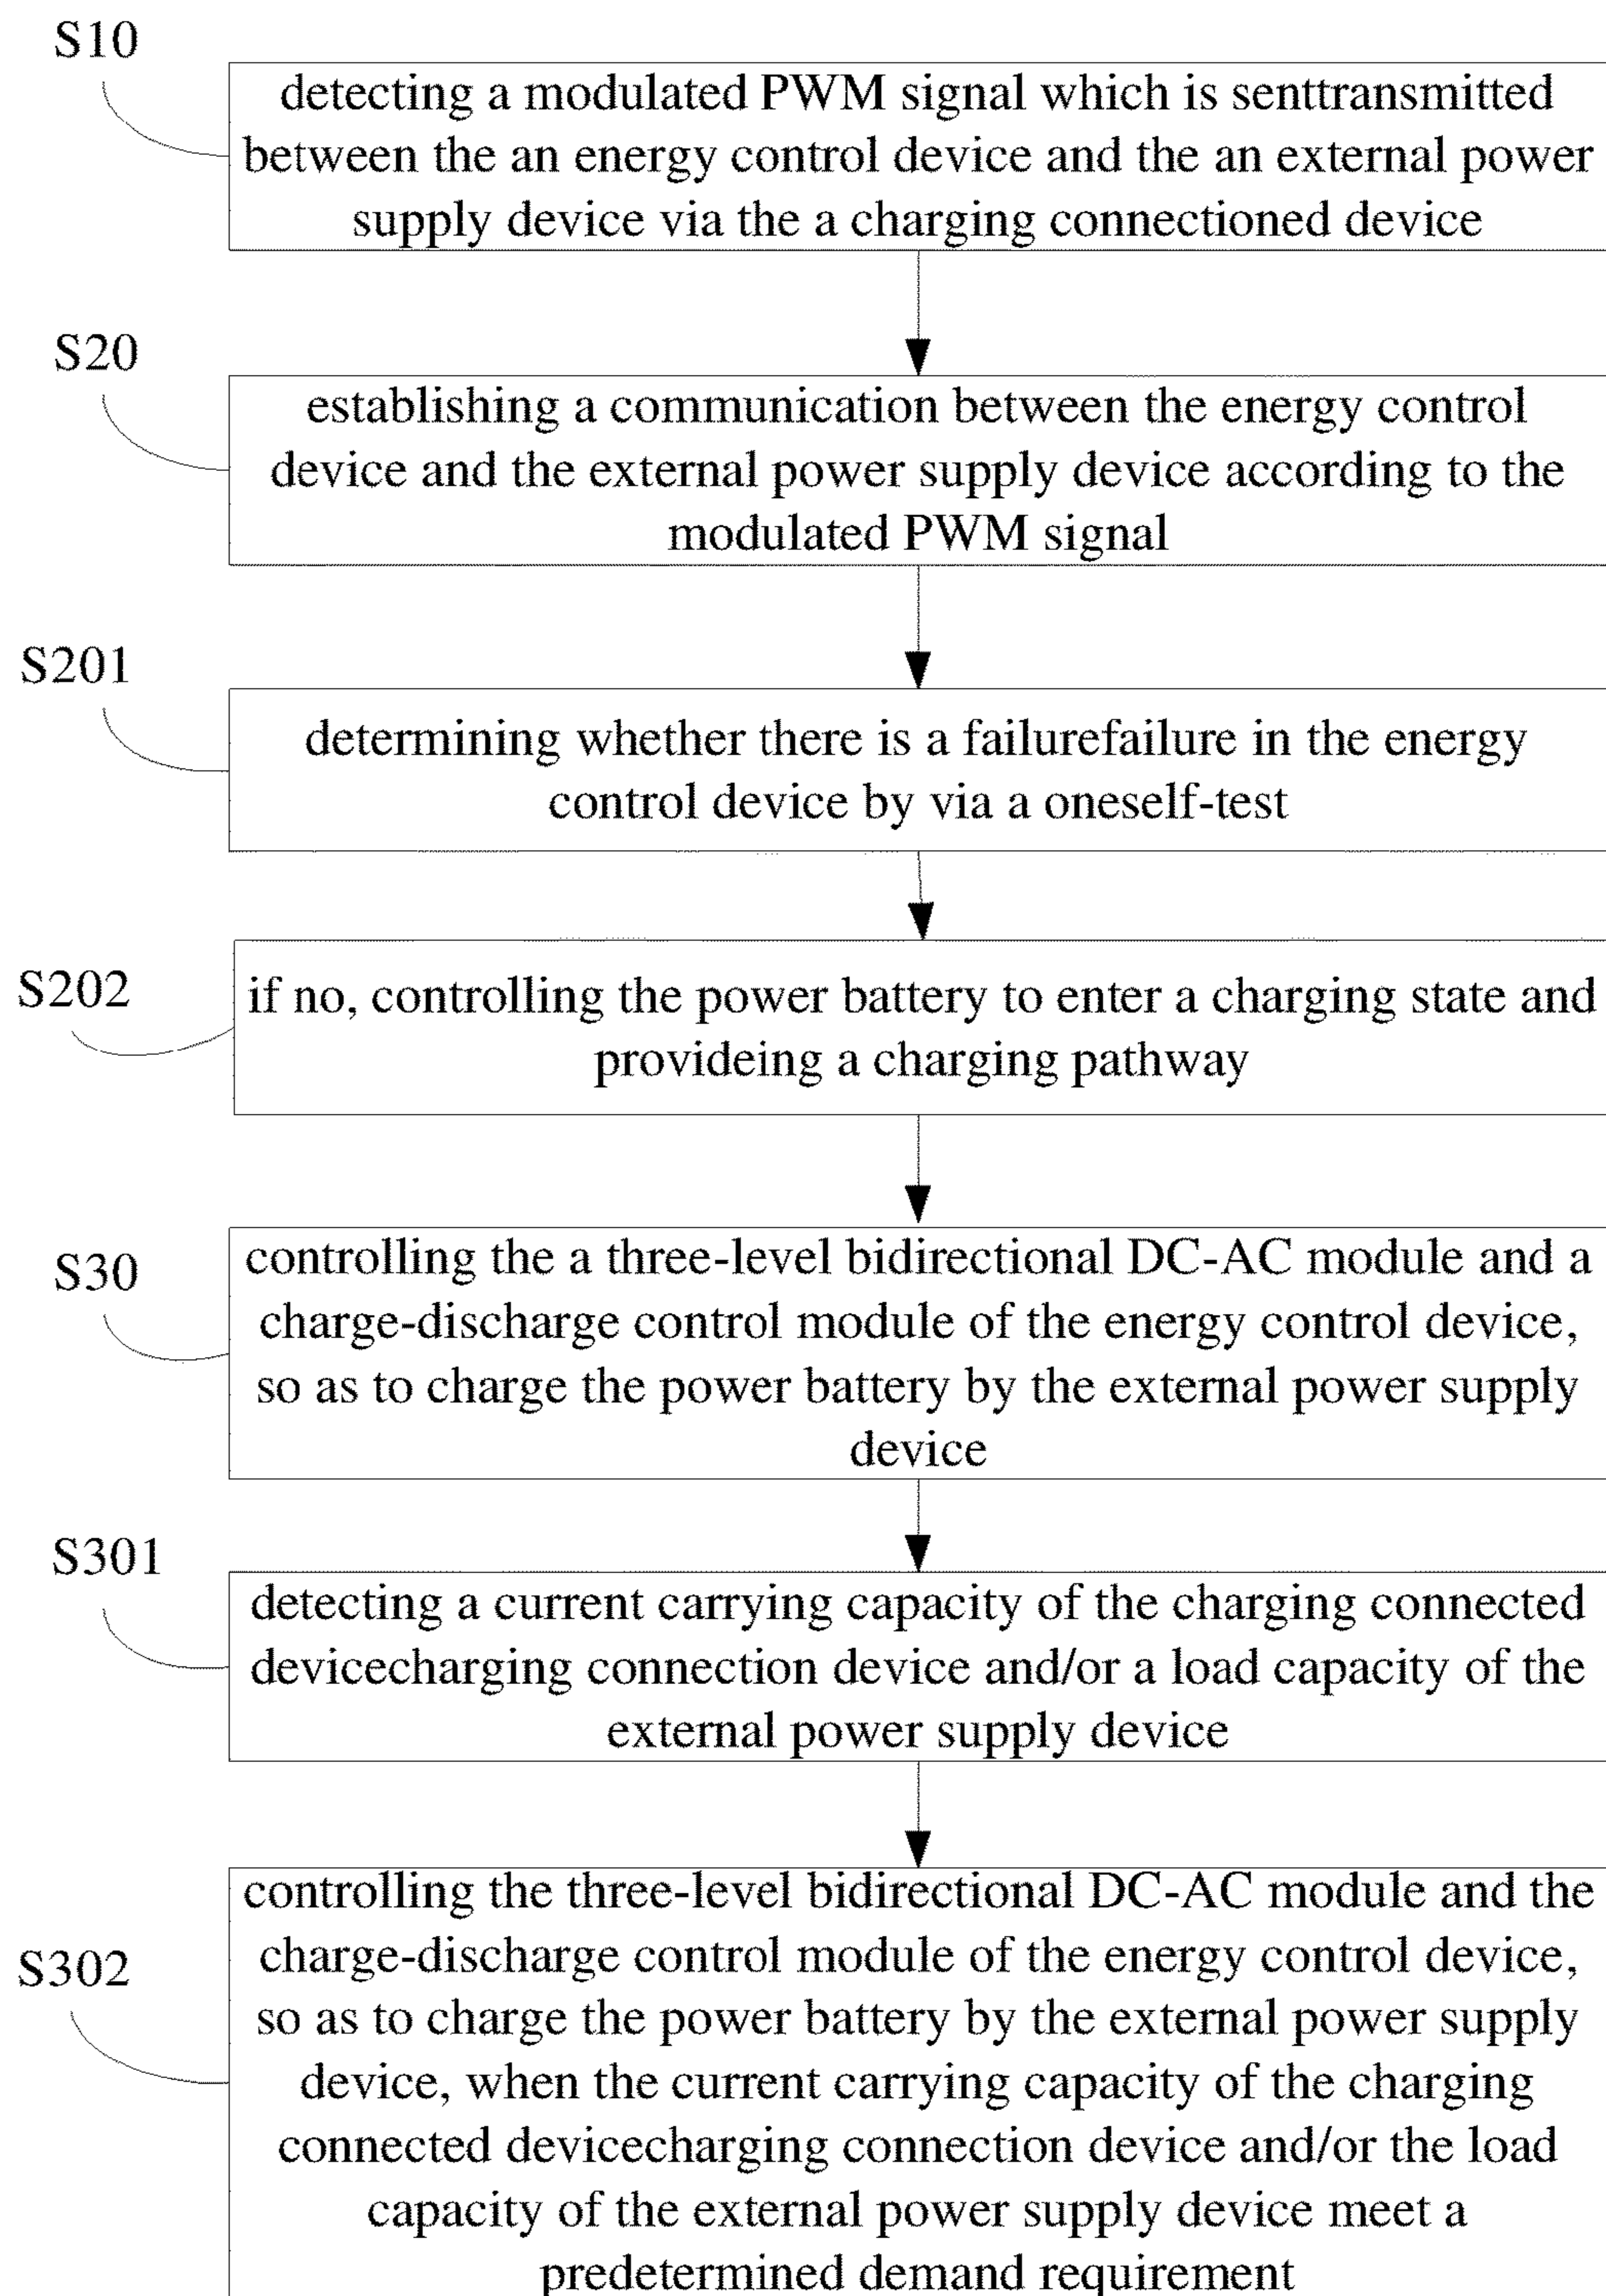 S10
detecting a modulated PWM signal which is senttransmitted
between the an energy control device and the an external power
supply device via the a charging connectioned device
S20
establishing a communication between the energy control
device and the external power supply device according to the
modulated PWM signal
S201
determining whether there is a failurefailure in the energy
control device by via a oneself-test
S202
if no, controlling the power battery to enter a charging state and
provideing a charging pathway
S30
controlling the a three-level bidirectional DC-AC module and a
charge-discharge control module of the energy control device,
so as to charge the power battery by the external power supply
device
S301
detecting a current carrying capacity of the charging connected
devicecharging connection device and/or a load capacity of the
external power supply device
S302
controlling the three-level bidirectional DC-AC module and the
charge-discharge control module of the energy control device,
so as to charge the power battery by the external power supply
device, when the current carrying capacity of the charging
connected devicecharging connection device and/or the load
capacity of the external power supply device meet a
predetermined demand requirement